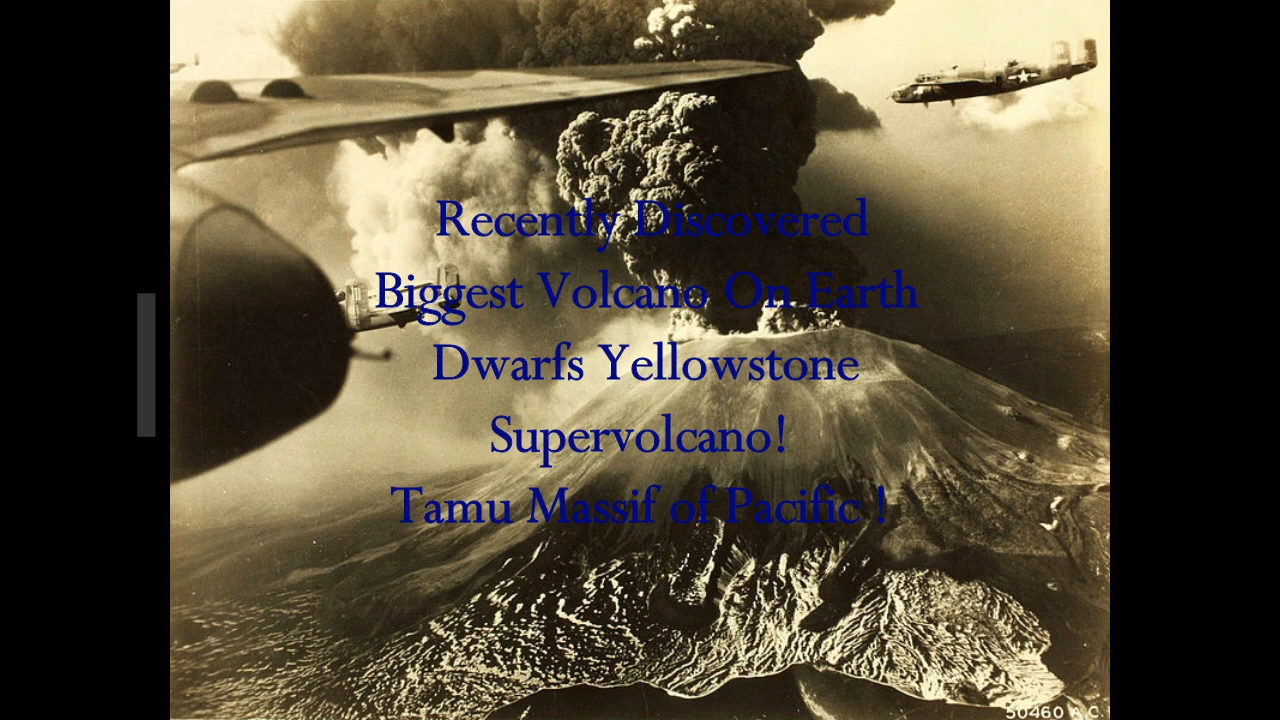 Recently Discovered
Biggest Volcano On Earth
Dwarfs Yellowstone
Supervolcano!
Tamu Massif of Pacific !
50460 A C